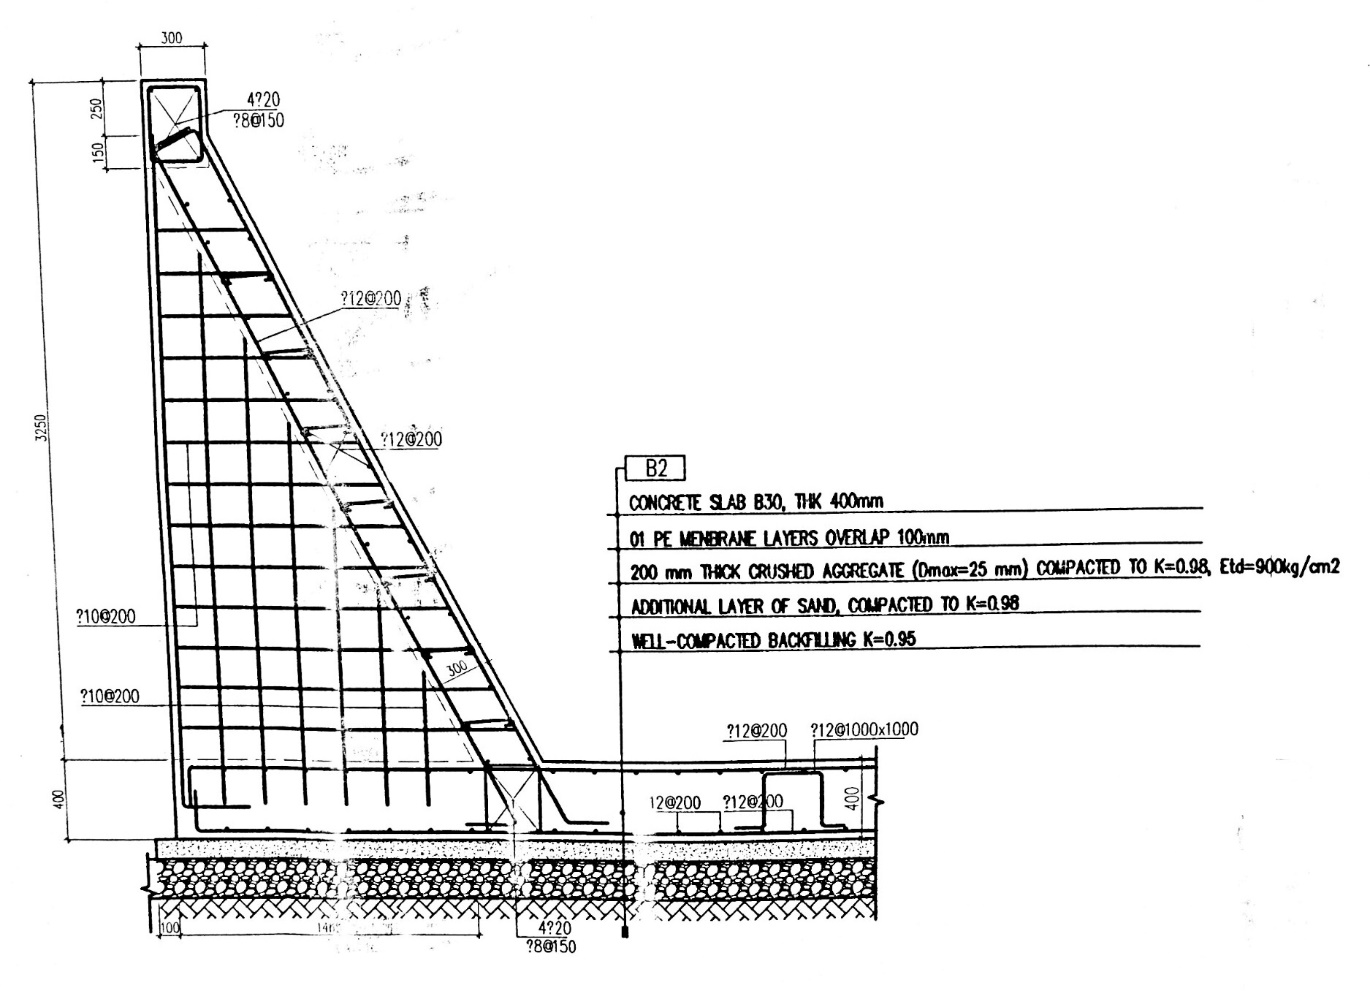 300
250
4?20
?8@150
150
?12@200
3250
?12@200
B2
CONCRETE SLAB B30, THK 400mm
01 PE MENBRANE LAYERS OVERLAP 100mm
200 mm THICK CRUSHED AGGREGATE (Dmax=25 mm) COMPACTED TO K=0.98, Etd=900kg/cm2
ADDITIONAL LAYER OF SAND, COMPACTED TO K=0.98
WELL-COMPACTED BACKFILLING K=0.95
?10@200
300
?10@200
?12@200
?12@1000x1000
400
12@200
?12@200
400
100
4?20
?8@150